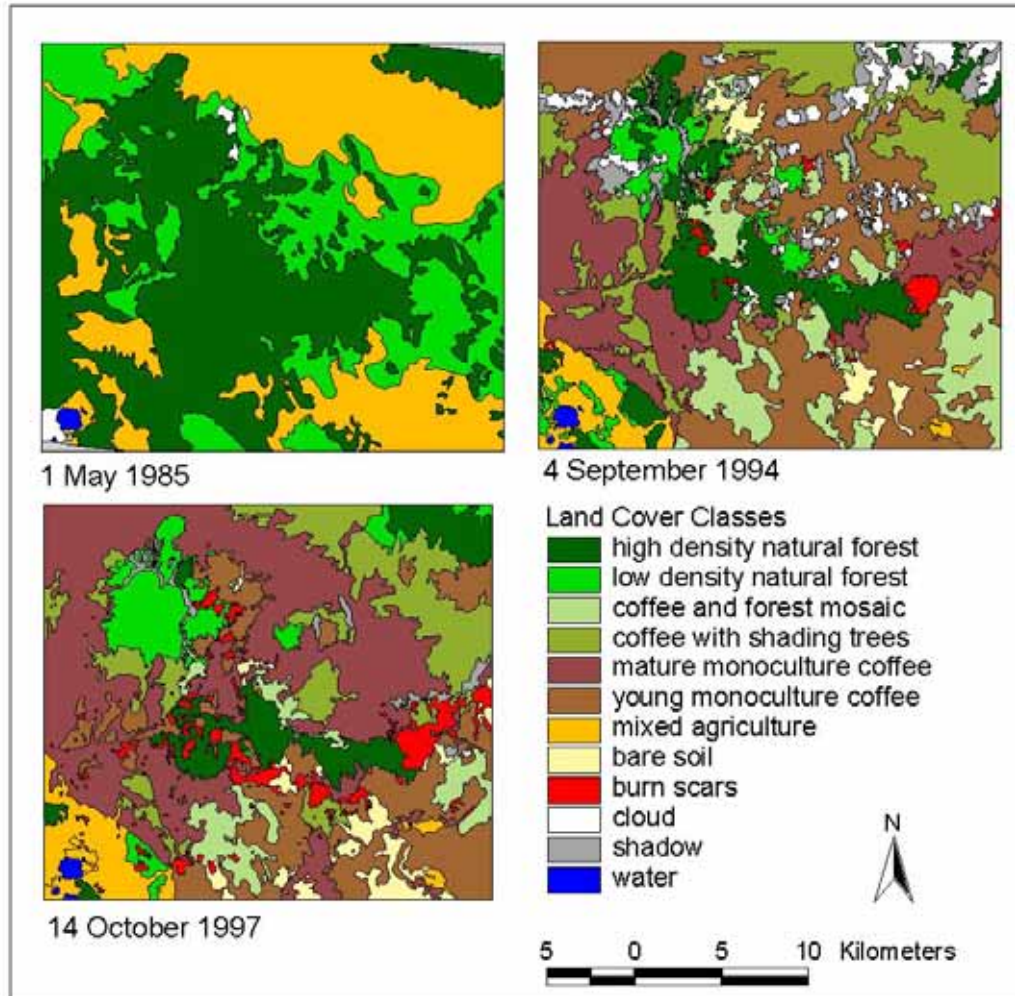 1 May 1985
4 September 1994
14 October 1997
Land Cover Classes
high density natural forest
low density natural forest
coffee and forest mosaic
coffee with shading trees
mature monoculture coffee
young monoculture coffee
mixed agriculture
bare soil
burn scars
cloud
shadow
water
N
5 0 5 10 Kilometers